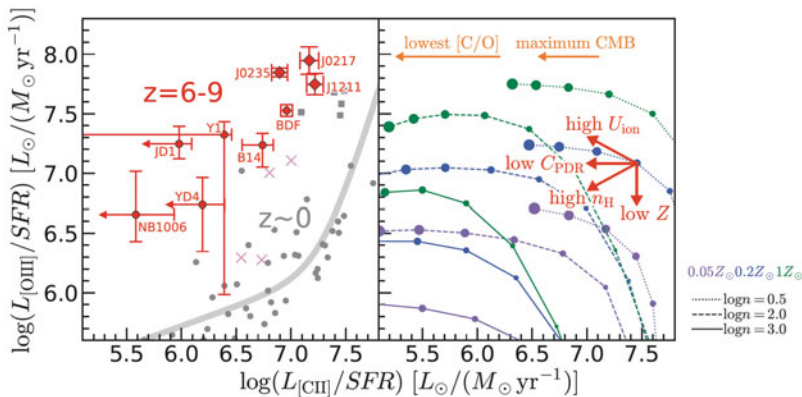 log(L[OIII]/SFR) [L⊙/(M⊙ yr⁻¹)]
8.0
7.5
7.0
6.5
6.0
z=6-9
J0217
J0235
J1211
BDF
Y1
JD1
B14
YD4
NB1006
z~0
5.5 6.0 6.5 7.0 7.5
lowest [C/O]
maximum CMB
high Uion
low CPDR
high nH
low Z
5.5 6.0 6.5 7.0 7.5
log(L[CII]/SFR) [L⊙/(M⊙ yr⁻¹)]
0.05Z⊙ 0.2Z⊙ 1Z⊙
logn = 0.5
logn = 2.0
logn = 3.0